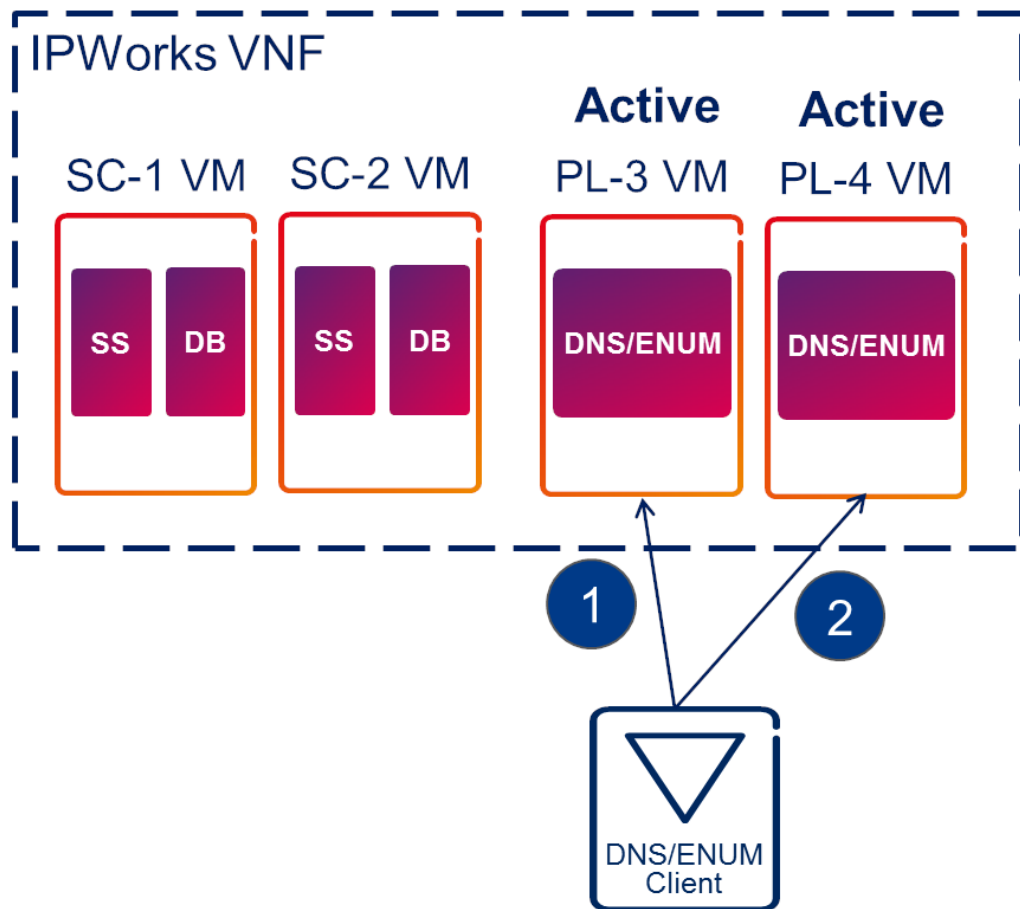 IPWorks VNF
Active
Active
SC-1 VM
SC-2 VM
PL-3 VM
PL-4 VM
SS
DB
SS
DB
DNS/ENUM
DNS/ENUM
1
2
DNS/ENUM
Client